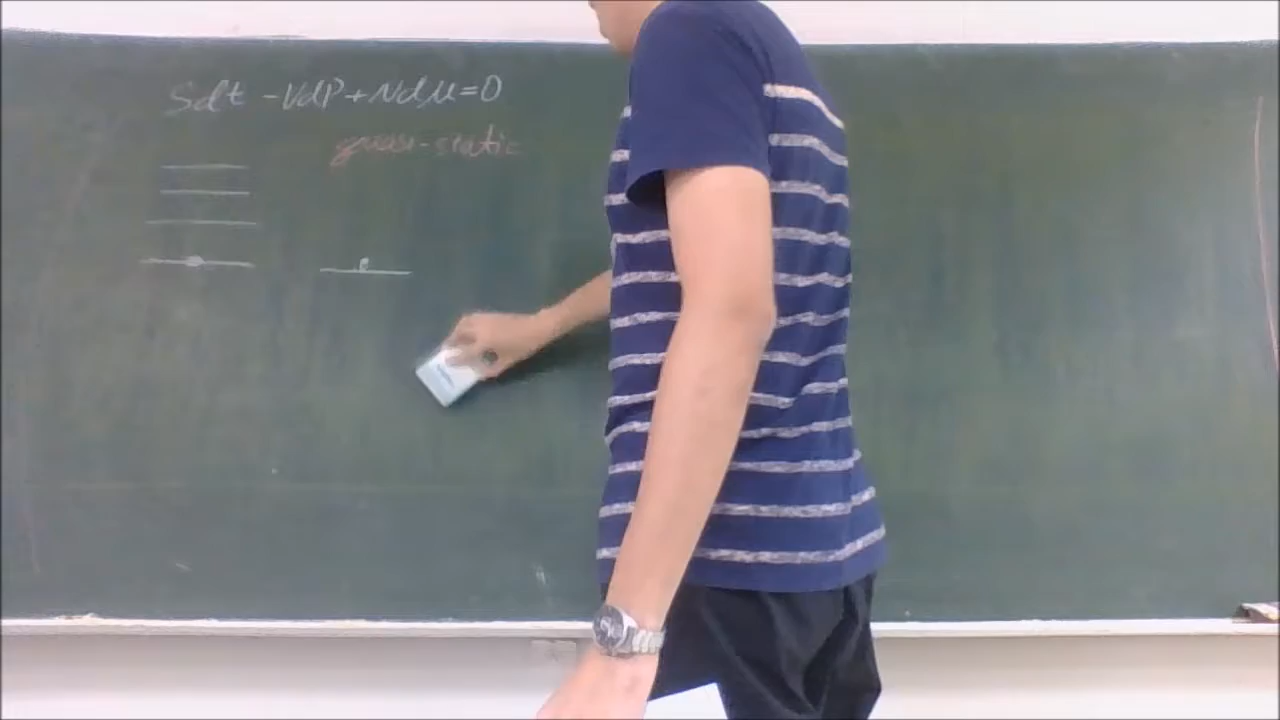 Sdt - VdP + Ndμ = 0
quasi-static